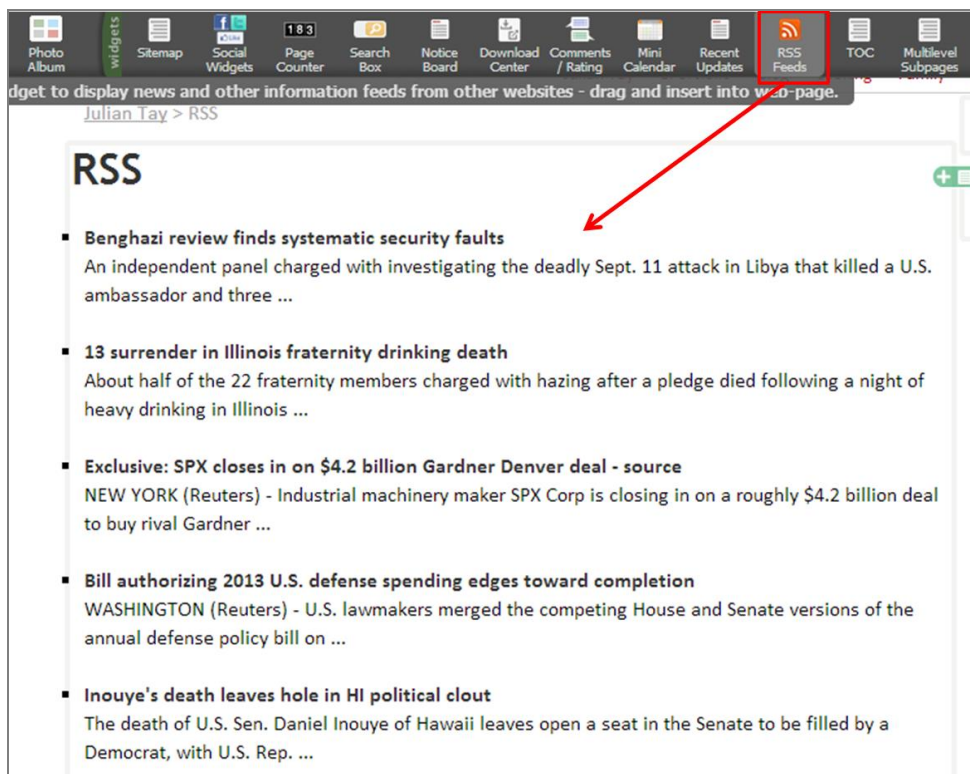 Photo Album
widgets
Sitemap
Social Widgets
183
Page Counter
Search Box
Notice Board
Download Center
Comments / Rating
Mini Calendar
Recent Updates
RSS Feeds
TOC
Multilevel Subpages
dget to display news and other information feeds from other websites - drag and insert into web-page.
Julian Tay > RSS
RSS
Benghazi review finds systematic security faults
An independent panel charged with investigating the deadly Sept. 11 attack in Libya that killed a U.S.
ambassador and three ...
13 surrender in Illinois fraternity drinking death
About half of the 22 fraternity members charged with hazing after a pledge died following a night of
heavy drinking in Illinois ...
Exclusive: SPX closes in on $4.2 billion Gardner Denver deal - source
NEW YORK (Reuters) - Industrial machinery maker SPX Corp is closing in on a roughly $4.2 billion deal
to buy rival Gardner ...
Bill authorizing 2013 U.S. defense spending edges toward completion
WASHINGTON (Reuters) - U.S. lawmakers merged the competing House and Senate versions of the
annual defense policy bill on ...
Inouye's death leaves hole in HI political clout
The death of U.S. Sen. Daniel Inouye of Hawaii leaves open a seat in the Senate to be filled by a
Democrat, with U.S. Rep. ...